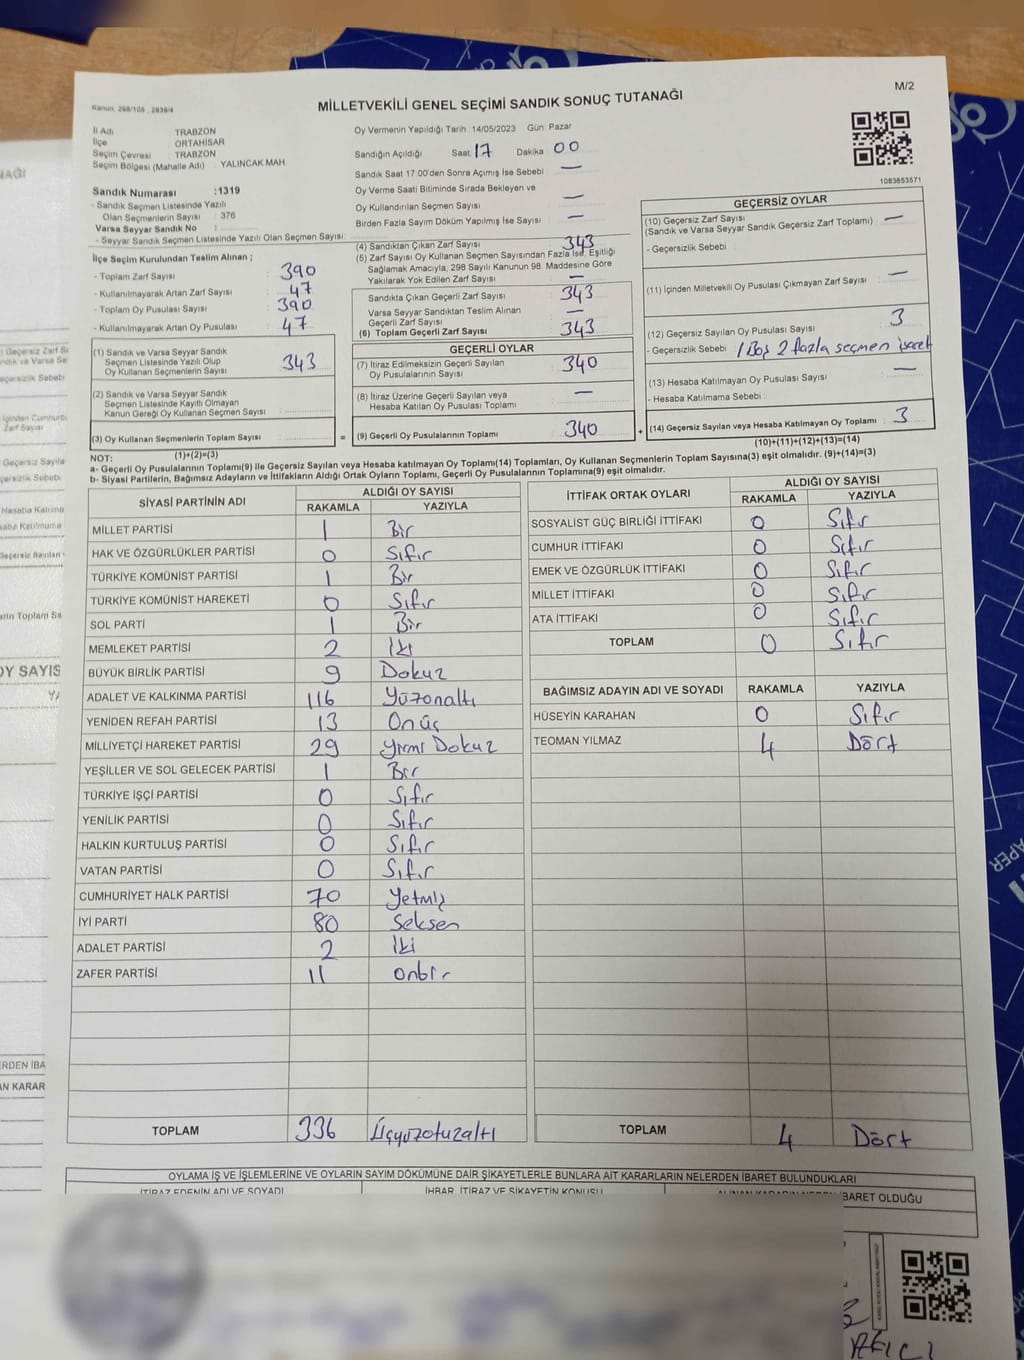 M/2
Kanun: 298/105 , 2839/4
MİLLETVEKİLİ GENEL SEÇİMİ SANDIK SONUÇ TUTANAĞI
İl Adı : TRABZON
İlçe : ORTAHİSAR
Seçim Çevresi : TRABZON
Seçim Bölgesi (Mahalle Adı) : YALINCAK MAH.
Sandık Numarası :1319
- Sandık Seçmen Listesinde Yazılı
Olan Seçmenlerin Sayısı : 376
Varsa Seyyar Sandık No :
- Seyyar Sandık Seçmen Listesinde Yazılı Olan Seçmen Sayısı:
İlçe Seçim Kurulundan Teslim Alınan ;
- Toplam Zarf Sayısı : 390
- Kullanılmayarak Artan Zarf Sayısı : 47
- Toplam Oy Pusulası Sayısı : 390
- Kullanılmayarak Artan Oy Pusulası : 47
(1) Sandık ve Varsa Seyyar Sandık
Seçmen Listesinde Yazılı Olup
Oy Kullanan Seçmenlerin Sayısı : 343
(2) Sandık ve Varsa Seyyar Sandık
Seçmen Listesinde Kayıtlı Olmayan
Kanun Gereği Oy Kullanan Seçmen Sayısı :
(3) Oy Kullanan Seçmenlerin Toplam Sayısı :
(1)+(2)=(3)
Oy Vermenin Yapıldığı Tarih 14/05/2023 Gün Pazar
Sandığın Açıldığı Saat: 17 Dakika : 00
Sandık Saat 17:00'den Sonra Açımış İse Sebebi : —
Oy Verme Saati Bitiminde Sırada Bekleyen ve
Oy Kullandırılan Seçmen Sayısı : —
Birden Fazla Sayım Döküm Yapılmış İse Sayısı : —
(4) Sandıktan Çıkan Zarf Sayısı : 343
(5) Zarf Sayısı Oy Kullanan Seçmen Sayısından Fazla İse, Eşitliği
Sağlamak Amacıyla, 298 Sayılı Kanunun 98. Maddesine Göre
Yakılarak Yok Edilen Zarf Sayısı : —
Sandıkta Çıkan Geçerli Zarf Sayısı : 343
Varsa Seyyar Sandıktan Teslim Alınan
Geçerli Zarf Sayısı : —
(6) Toplam Geçerli Zarf Sayısı : 343
GEÇERLİ OYLAR
(7) İtiraz Edilmeksizin Geçerli Sayılan
Oy Pusulalarının Sayısı : 340
(8) İtiraz Üzerine Geçerli Sayılan veya
Hesaba Katılan Oy Pusulası Toplamı : —
= (9) Geçerli Oy Pusulalarının Toplamı : 340 +
1083653571
GEÇERSİZ OYLAR
(10) Geçersiz Zarf Sayısı : —
(Sandık ve Varsa Seyyar Sandık Geçersiz Zarf Toplamı)
- Geçersizlik Sebebi :
(11) İçinden Milletvekili Oy Pusulası Çıkmayan Zarf Sayısı : —
(12) Geçersiz Sayılan Oy Pusulası Sayısı : 3
- Geçersizlik Sebebi : 1 Boş 2 fazla seçmen işaret
(13) Hesaba Katılmayan Oy Pusulası Sayısı : —
- Hesaba Katılmama Sebebi :
(14) Geçersiz Sayılan veya Hesaba Katılmayan Oy Toplamı : 3
(10)+(11)+(12)+(13)=(14)
NOT:
a- Geçerli Oy Pusulalarının Toplamı(9) ile Geçersiz Sayılan veya Hesaba katılmayan Oy Toplamı(14) Toplamları, Oy Kullanan Seçmenlerin Toplam Sayısına(3) eşit olmalıdır. (9)+(14)=(3)
b- Siyasi Partilerin, Bağımsız Adayların ve İttifakların Aldığı Ortak Oyların Toplamı, Geçerli Oy Pusulalarının Toplamına(9) eşit olmalıdır.
SİYASİ PARTİNİN ADI ALDIĞI OY SAYISI
RAKAMLA YAZIYLA
MİLLET PARTİSİ 1 Bir
HAK VE ÖZGÜRLÜKLER PARTİSİ 0 Sıfır
TÜRKİYE KOMÜNİST PARTİSİ 1 Bir
TÜRKİYE KOMÜNİST HAREKETİ 0 Sıfır
SOL PARTİ 1 Bir
MEMLEKET PARTİSİ 2 İki
BÜYÜK BİRLİK PARTİSİ 9 Dokuz
ADALET VE KALKINMA PARTİSİ 116 Yüzonaltı
YENİDEN REFAH PARTİSİ 13 Onüç
MİLLİYETÇİ HAREKET PARTİSİ 29 Yirmi Dokuz
YEŞİLLER VE SOL GELECEK PARTİSİ 1 Bir
TÜRKİYE İŞÇİ PARTİSİ 0 Sıfır
YENİLİK PARTİSİ 0 Sıfır
HALKIN KURTULUŞ PARTİSİ 0 Sıfır
VATAN PARTİSİ 0 Sıfır
CUMHURİYET HALK PARTİSİ 70 Yetmiş
İYİ PARTİ 80 Seksen
ADALET PARTİSİ 2 İki
ZAFER PARTİSİ 11 onbir
TOPLAM 336 Üçyüzotuzaltı
İTTİFAK ORTAK OYLARI ALDIĞI OY SAYISI
RAKAMLA YAZIYLA
SOSYALİST GÜÇ BİRLİĞİ İTTİFAKI 0 Sıfır
CUMHUR İTTİFAKI 0 Sıfır
EMEK VE ÖZGÜRLÜK İTTİFAKI 0 Sıfır
MİLLET İTTİFAKI 0 Sıfır
ATA İTTİFAKI 0 Sıfır
TOPLAM 0 Sıfır
BAĞIMSIZ ADAYIN ADI VE SOYADI RAKAMLA YAZIYLA
HÜSEYİN KARAHAN 0 Sıfır
TEOMAN YILMAZ 4 Dört
TOPLAM 4 Dört
OYLAMA İŞ VE İŞLEMLERİNE VE OYLARIN SAYIM DÖKÜMÜNE DAİR ŞİKAYETLERLE BUNLARA AİT KARARLARIN NELERDEN İBARET BULUNDUKLARI
İTİRAZ EDENİN ADI VE SOYADI İHBAR, İTİRAZ VE ŞİKAYETİN KONUSU
İBARET OLDUĞU